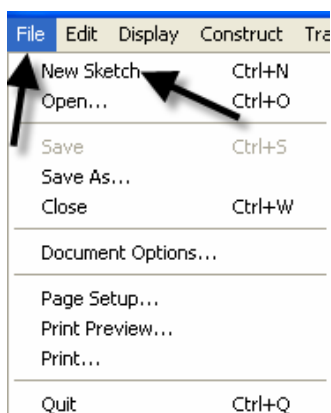 File Edit Display Construct Tra
New Sketch Ctrl+N
Open... Ctrl+O
Save Ctrl+S
Save As...
Close Ctrl+W
Document Options...
Page Setup...
Print Preview...
Print...
Quit Ctrl+Q